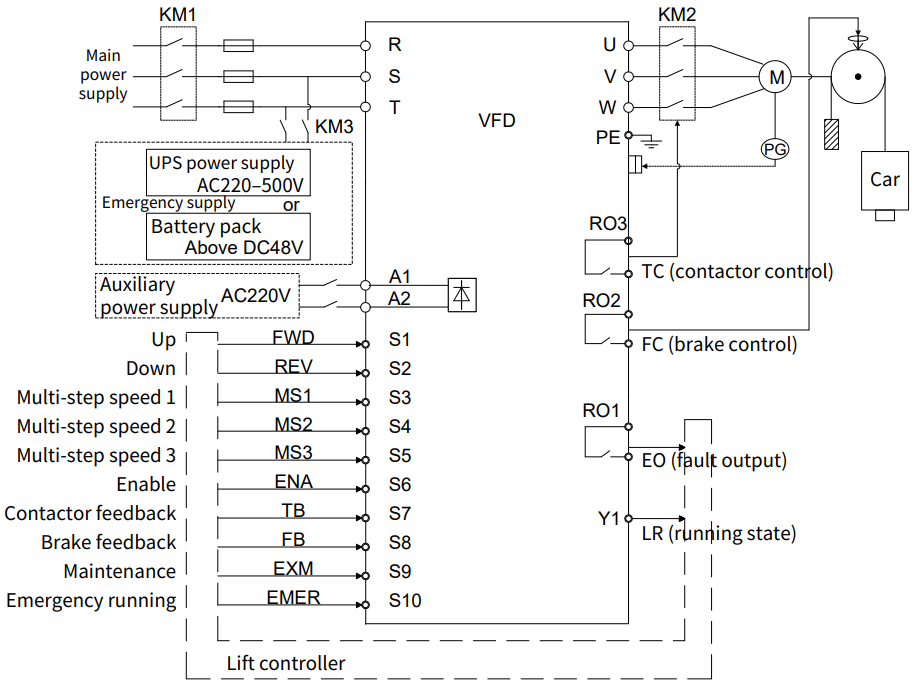 KM1
KM2
Main
power
supply
R
S
T
U
V
W
PE
VFD
M
PG
Car
KM3
UPS power supply
AC220–500V
Emergency supply or
Battery pack
Above DC48V
RO3
TC (contactor control)
Auxiliary
power supply
AC220V
A1
A2
RO2
FC (brake control)
Up FWD S1
Down REV S2
Multi-step speed 1 MS1 S3
Multi-step speed 2 MS2 S4
Multi-step speed 3 MS3 S5
Enable ENA S6
Contactor feedback TB S7
Brake feedback FB S8
Maintenance EXM S9
Emergency running EMER S10
RO1
EO (fault output)
Y1
LR (running state)
Lift controller